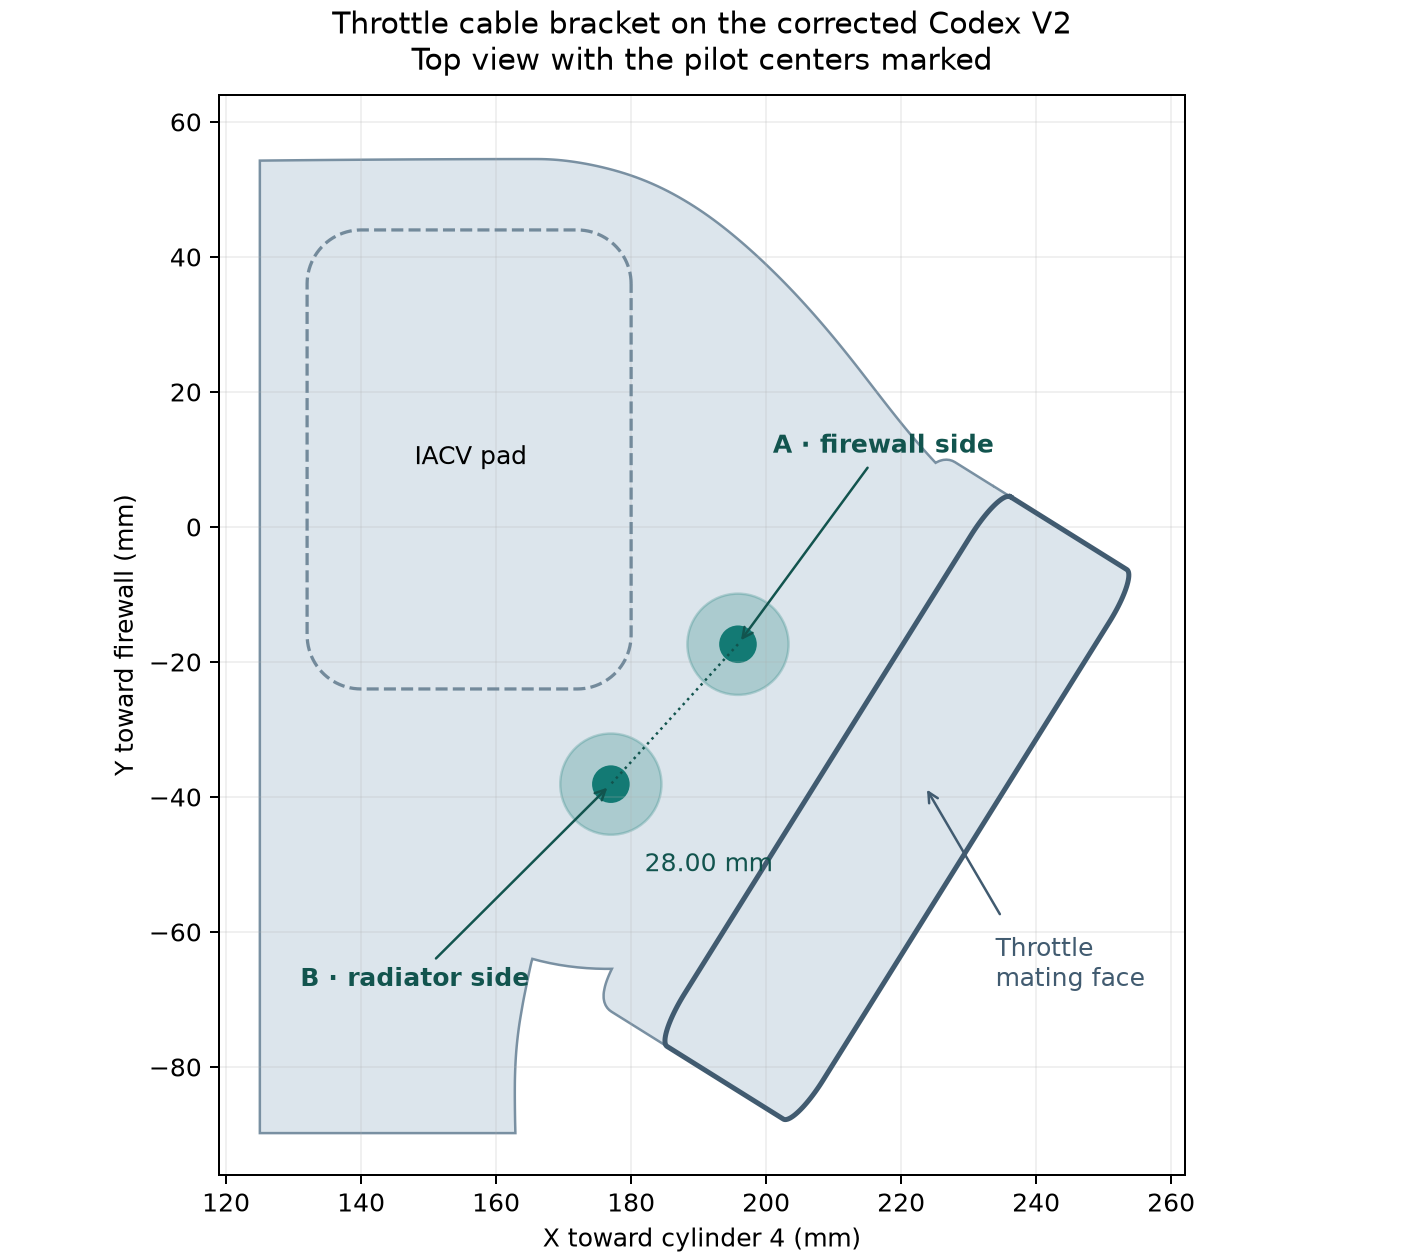 Throttle cable bracket on the corrected Codex V2
Top view with the pilot centers marked
60
40
20
0
−20
−40
−60
−80
Y toward firewall (mm)
IACV pad
A · firewall side
28.00 mm
B · radiator side
Throttle
mating face
120 140 160 180 200 220 240 260
X toward cylinder 4 (mm)